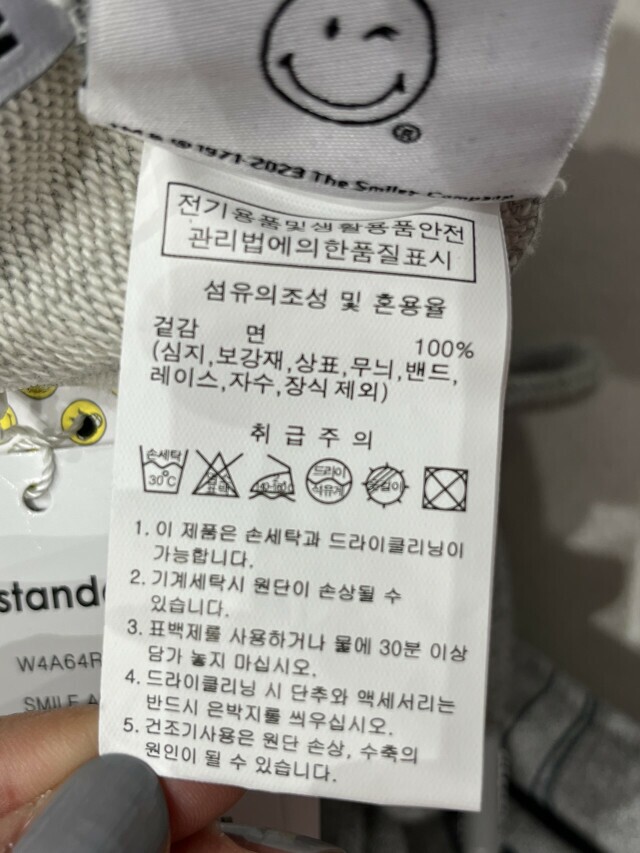 ®
1971-2023 The Smiley Company
전기용품및생활용품안전
관리법에의한품질표시
섬유의조성 및 혼용율
겉감 면 100%
(심지,보강재,상표,무늬,밴드,
레이스,자수,장식 제외)
취 급 주 의
손세탁 드라이
30℃ 석유계
1. 이 제품은 손세탁과 드라이클리닝이
가능합니다.
2. 기계세탁시 원단이 손상될 수
있습니다.
3. 표백제를 사용하거나 물에 30분 이상
담가 놓지 마십시오.
4. 드라이클리닝 시 단추와 액세서리는
반드시 은박지를 씌우십시오.
5. 건조기사용은 원단 손상, 수축의
원인이 될 수 있습니다.
stand
W4A64R
SMILE A